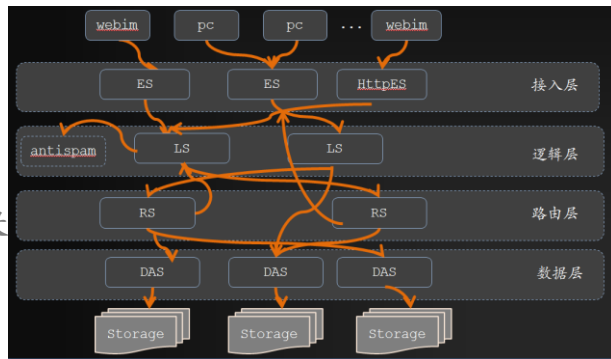 webim pc pc ... webim
ES ES HttpES 接入层
antispam LS LS 逻辑层
RS RS 路由层
DAS DAS DAS 数据层
Storage Storage Storage